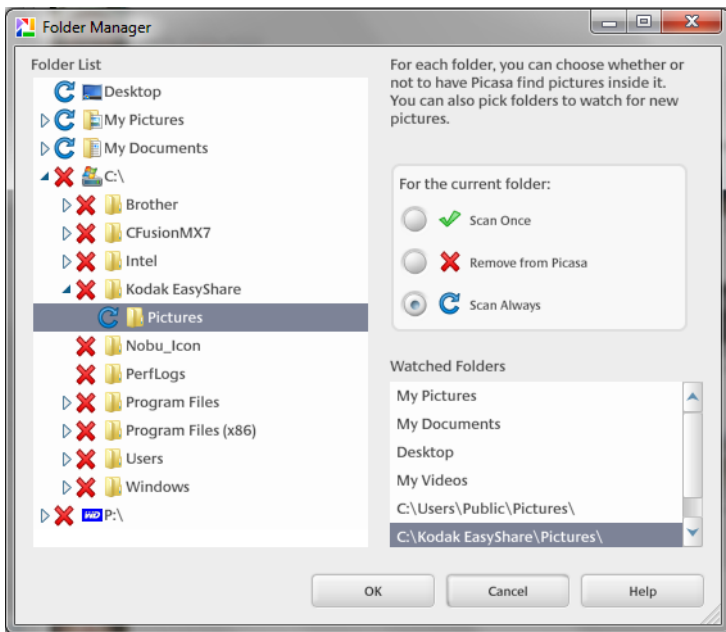 Folder Manager
Folder List
Desktop
My Pictures
My Documents
C:\
Brother
CFusionMX7
Intel
Kodak EasyShare
Pictures
Nobu_Icon
PerfLogs
Program Files
Program Files (x86)
Users
Windows
WD P:\
For each folder, you can choose whether or
not to have Picasa find pictures inside it.
You can also pick folders to watch for new
pictures.
For the current folder:
Scan Once
Remove from Picasa
Scan Always
Watched Folders
My Pictures
My Documents
Desktop
My Videos
C:\Users\Public\Pictures\
C:\Kodak EasyShare\Pictures\
OK
Cancel
Help